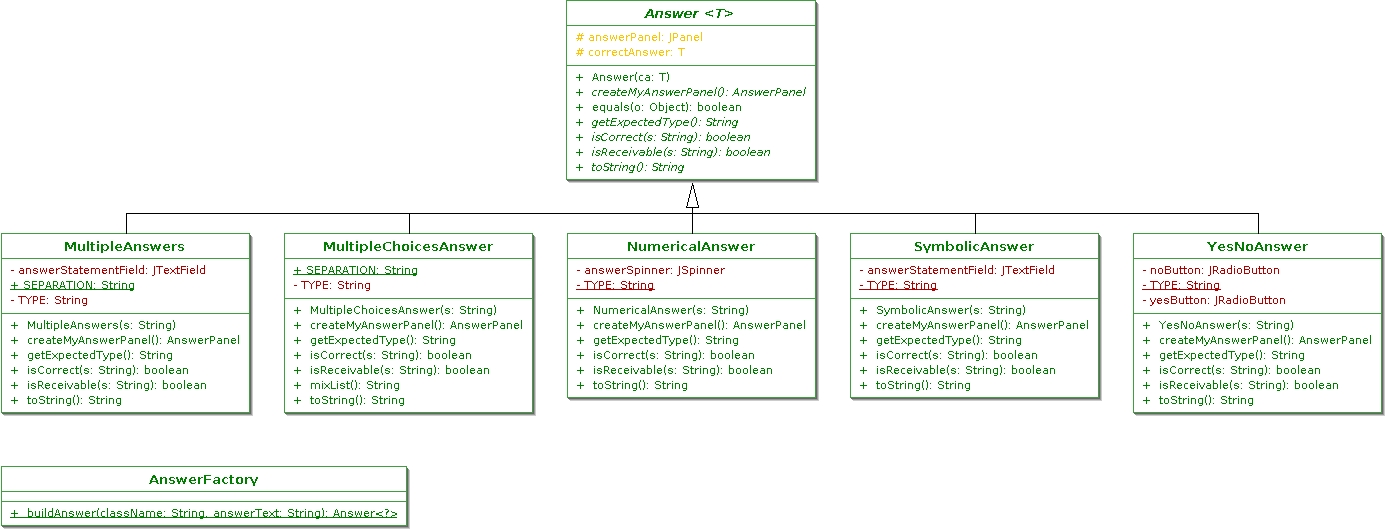 Answer <T>
# answerPanel: JPanel
# correctAnswer: T
+ Answer(ca: T)
+ createMyAnswerPanel(): AnswerPanel
+ equals(o: Object): boolean
+ getExpectedType(): String
+ isCorrect(s: String): boolean
+ isReceivable(s: String): boolean
+ toString(): String
MultipleAnswers
- answerStatementField: JTextField
+ SEPARATION: String
- TYPE: String
+ MultipleAnswers(s: String)
+ createMyAnswerPanel(): AnswerPanel
+ getExpectedType(): String
+ isCorrect(s: String): boolean
+ isReceivable(s: String): boolean
+ toString(): String
MultipleChoicesAnswer
+ SEPARATION: String
- TYPE: String
+ MultipleChoicesAnswer(s: String)
+ createMyAnswerPanel(): AnswerPanel
+ getExpectedType(): String
+ isCorrect(s: String): boolean
+ isReceivable(s: String): boolean
+ mixList(): String
+ toString(): String
NumericalAnswer
- answerSpinner: JSpinner
- TYPE: String
+ NumericalAnswer(s: String)
+ createMyAnswerPanel(): AnswerPanel
+ getExpectedType(): String
+ isCorrect(s: String): boolean
+ isReceivable(s: String): boolean
+ toString(): String
SymbolicAnswer
- answerStatementField: JTextField
- TYPE: String
+ SymbolicAnswer(s: String)
+ createMyAnswerPanel(): AnswerPanel
+ getExpectedType(): String
+ isCorrect(s: String): boolean
+ isReceivable(s: String): boolean
+ toString(): String
YesNoAnswer
- noButton: JRadioButton
- TYPE: String
- yesButton: JRadioButton
+ YesNoAnswer(s: String)
+ createMyAnswerPanel(): AnswerPanel
+ getExpectedType(): String
+ isCorrect(s: String): boolean
+ isReceivable(s: String): boolean
+ toString(): String
AnswerFactory
+ buildAnswer(className: String, answerText: String): Answer<?>